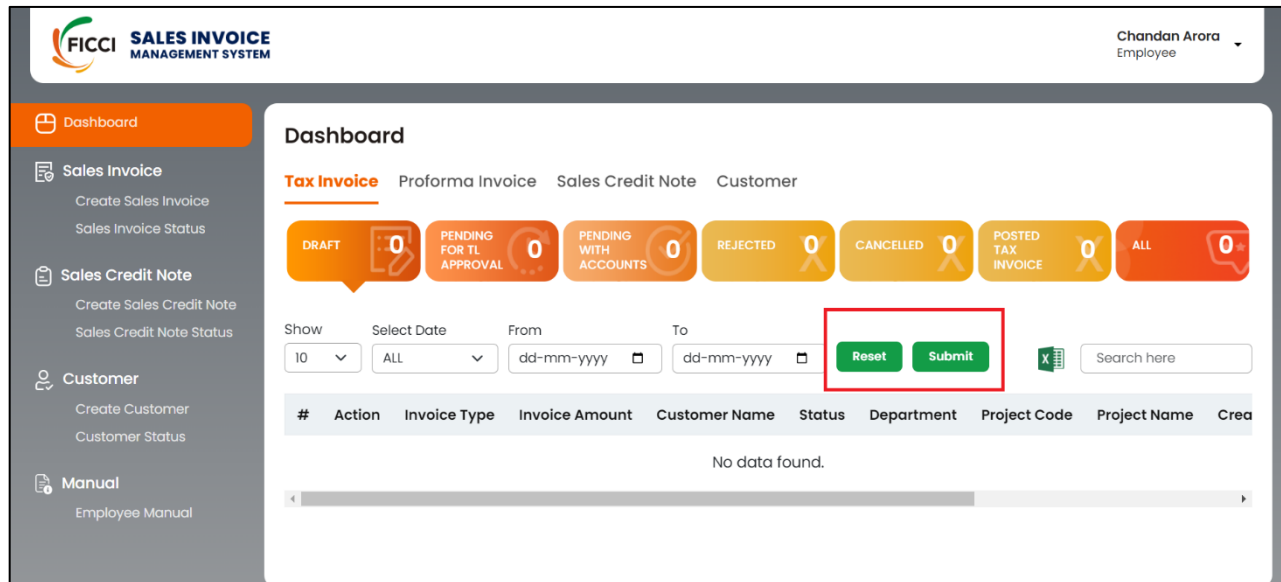 FICCI SALES INVOICE
MANAGEMENT SYSTEM
Chandan Arora
Employee
Dashboard
Sales Invoice
Create Sales Invoice
Sales Invoice Status
Sales Credit Note
Create Sales Credit Note
Sales Credit Note Status
Customer
Create Customer
Customer Status
Manual
Employee Manual
Dashboard
Tax Invoice Proforma Invoice Sales Credit Note Customer
DRAFT 0
PENDING
FOR TL
APPROVAL 0
PENDING
WITH
ACCOUNTS 0
REJECTED 0
CANCELLED 0
POSTED
TAX
INVOICE 0
ALL 0
Show Select Date From To
10 ALL dd-mm-yyyy dd-mm-yyyy Reset Submit Search here
# Action Invoice Type Invoice Amount Customer Name Status Department Project Code Project Name Crea
No data found.